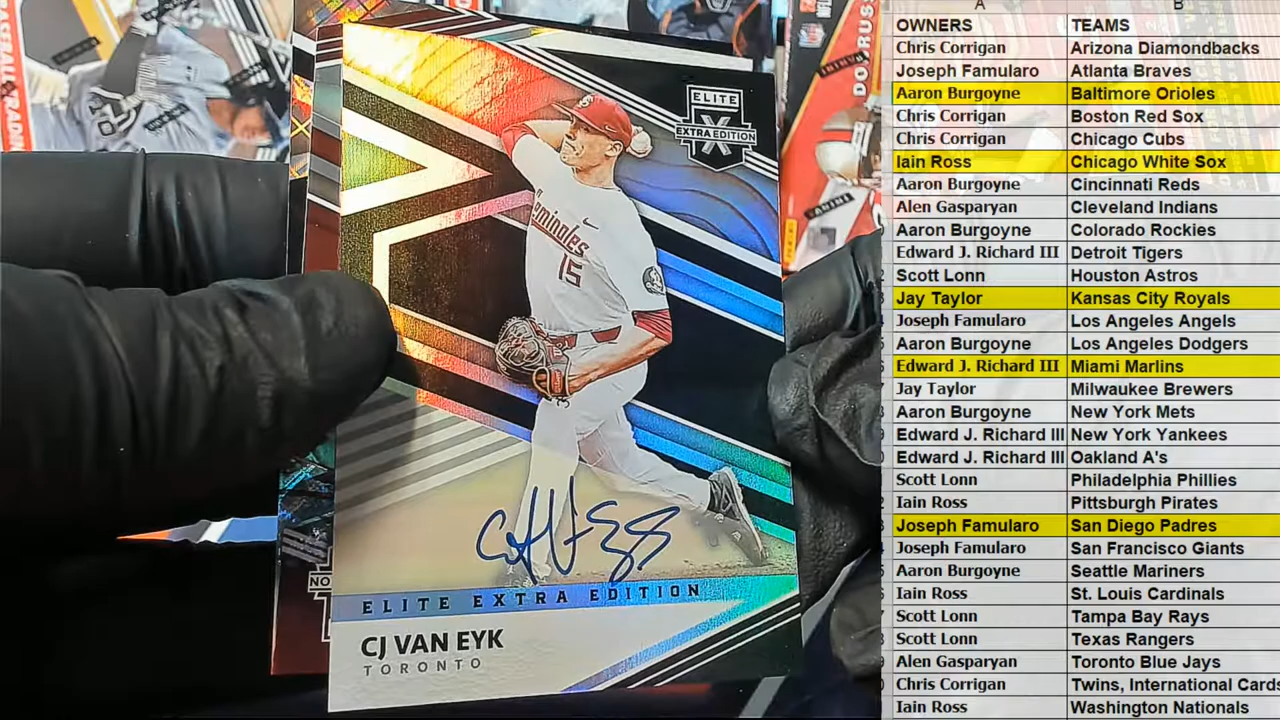 ELITE
X
EXTRA EDITION
eminoles
15
ELITE EXTRA EDITION
CJ VAN EYK
TORONTO
NO
PANINI
A B
OWNERS TEAMS
Chris Corrigan Arizona Diamondbacks
Joseph Famularo Atlanta Braves
Aaron Burgoyne Baltimore Orioles
Chris Corrigan Boston Red Sox
Chris Corrigan Chicago Cubs
Iain Ross Chicago White Sox
Aaron Burgoyne Cincinnati Reds
Alen Gasparyan Cleveland Indians
Aaron Burgoyne Colorado Rockies
Edward J. Richard III Detroit Tigers
Scott Lonn Houston Astros
Jay Taylor Kansas City Royals
Joseph Famularo Los Angeles Angels
Aaron Burgoyne Los Angeles Dodgers
Edward J. Richard III Miami Marlins
Jay Taylor Milwaukee Brewers
Aaron Burgoyne New York Mets
Edward J. Richard III New York Yankees
Edward J. Richard III Oakland A's
Scott Lonn Philadelphia Phillies
Iain Ross Pittsburgh Pirates
Joseph Famularo San Diego Padres
Joseph Famularo San Francisco Giants
Aaron Burgoyne Seattle Mariners
Iain Ross St. Louis Cardinals
Scott Lonn Tampa Bay Rays
Scott Lonn Texas Rangers
Alen Gasparyan Toronto Blue Jays
Chris Corrigan Twins, International Cards
Iain Ross Washington Nationals